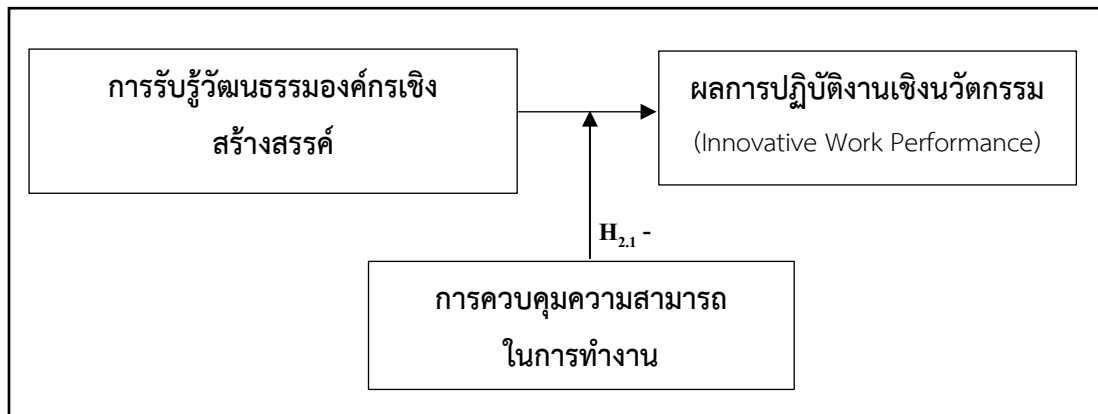 การรับรู้วัฒนธรรมองค์กรเชิง
สร้างสรรค์
ผลการปฏิบัติงานเชิงนวัตกรรม
(Innovative Work Performance)
H2.1 -
การควบคุมความสามารถ
ในการทำงาน